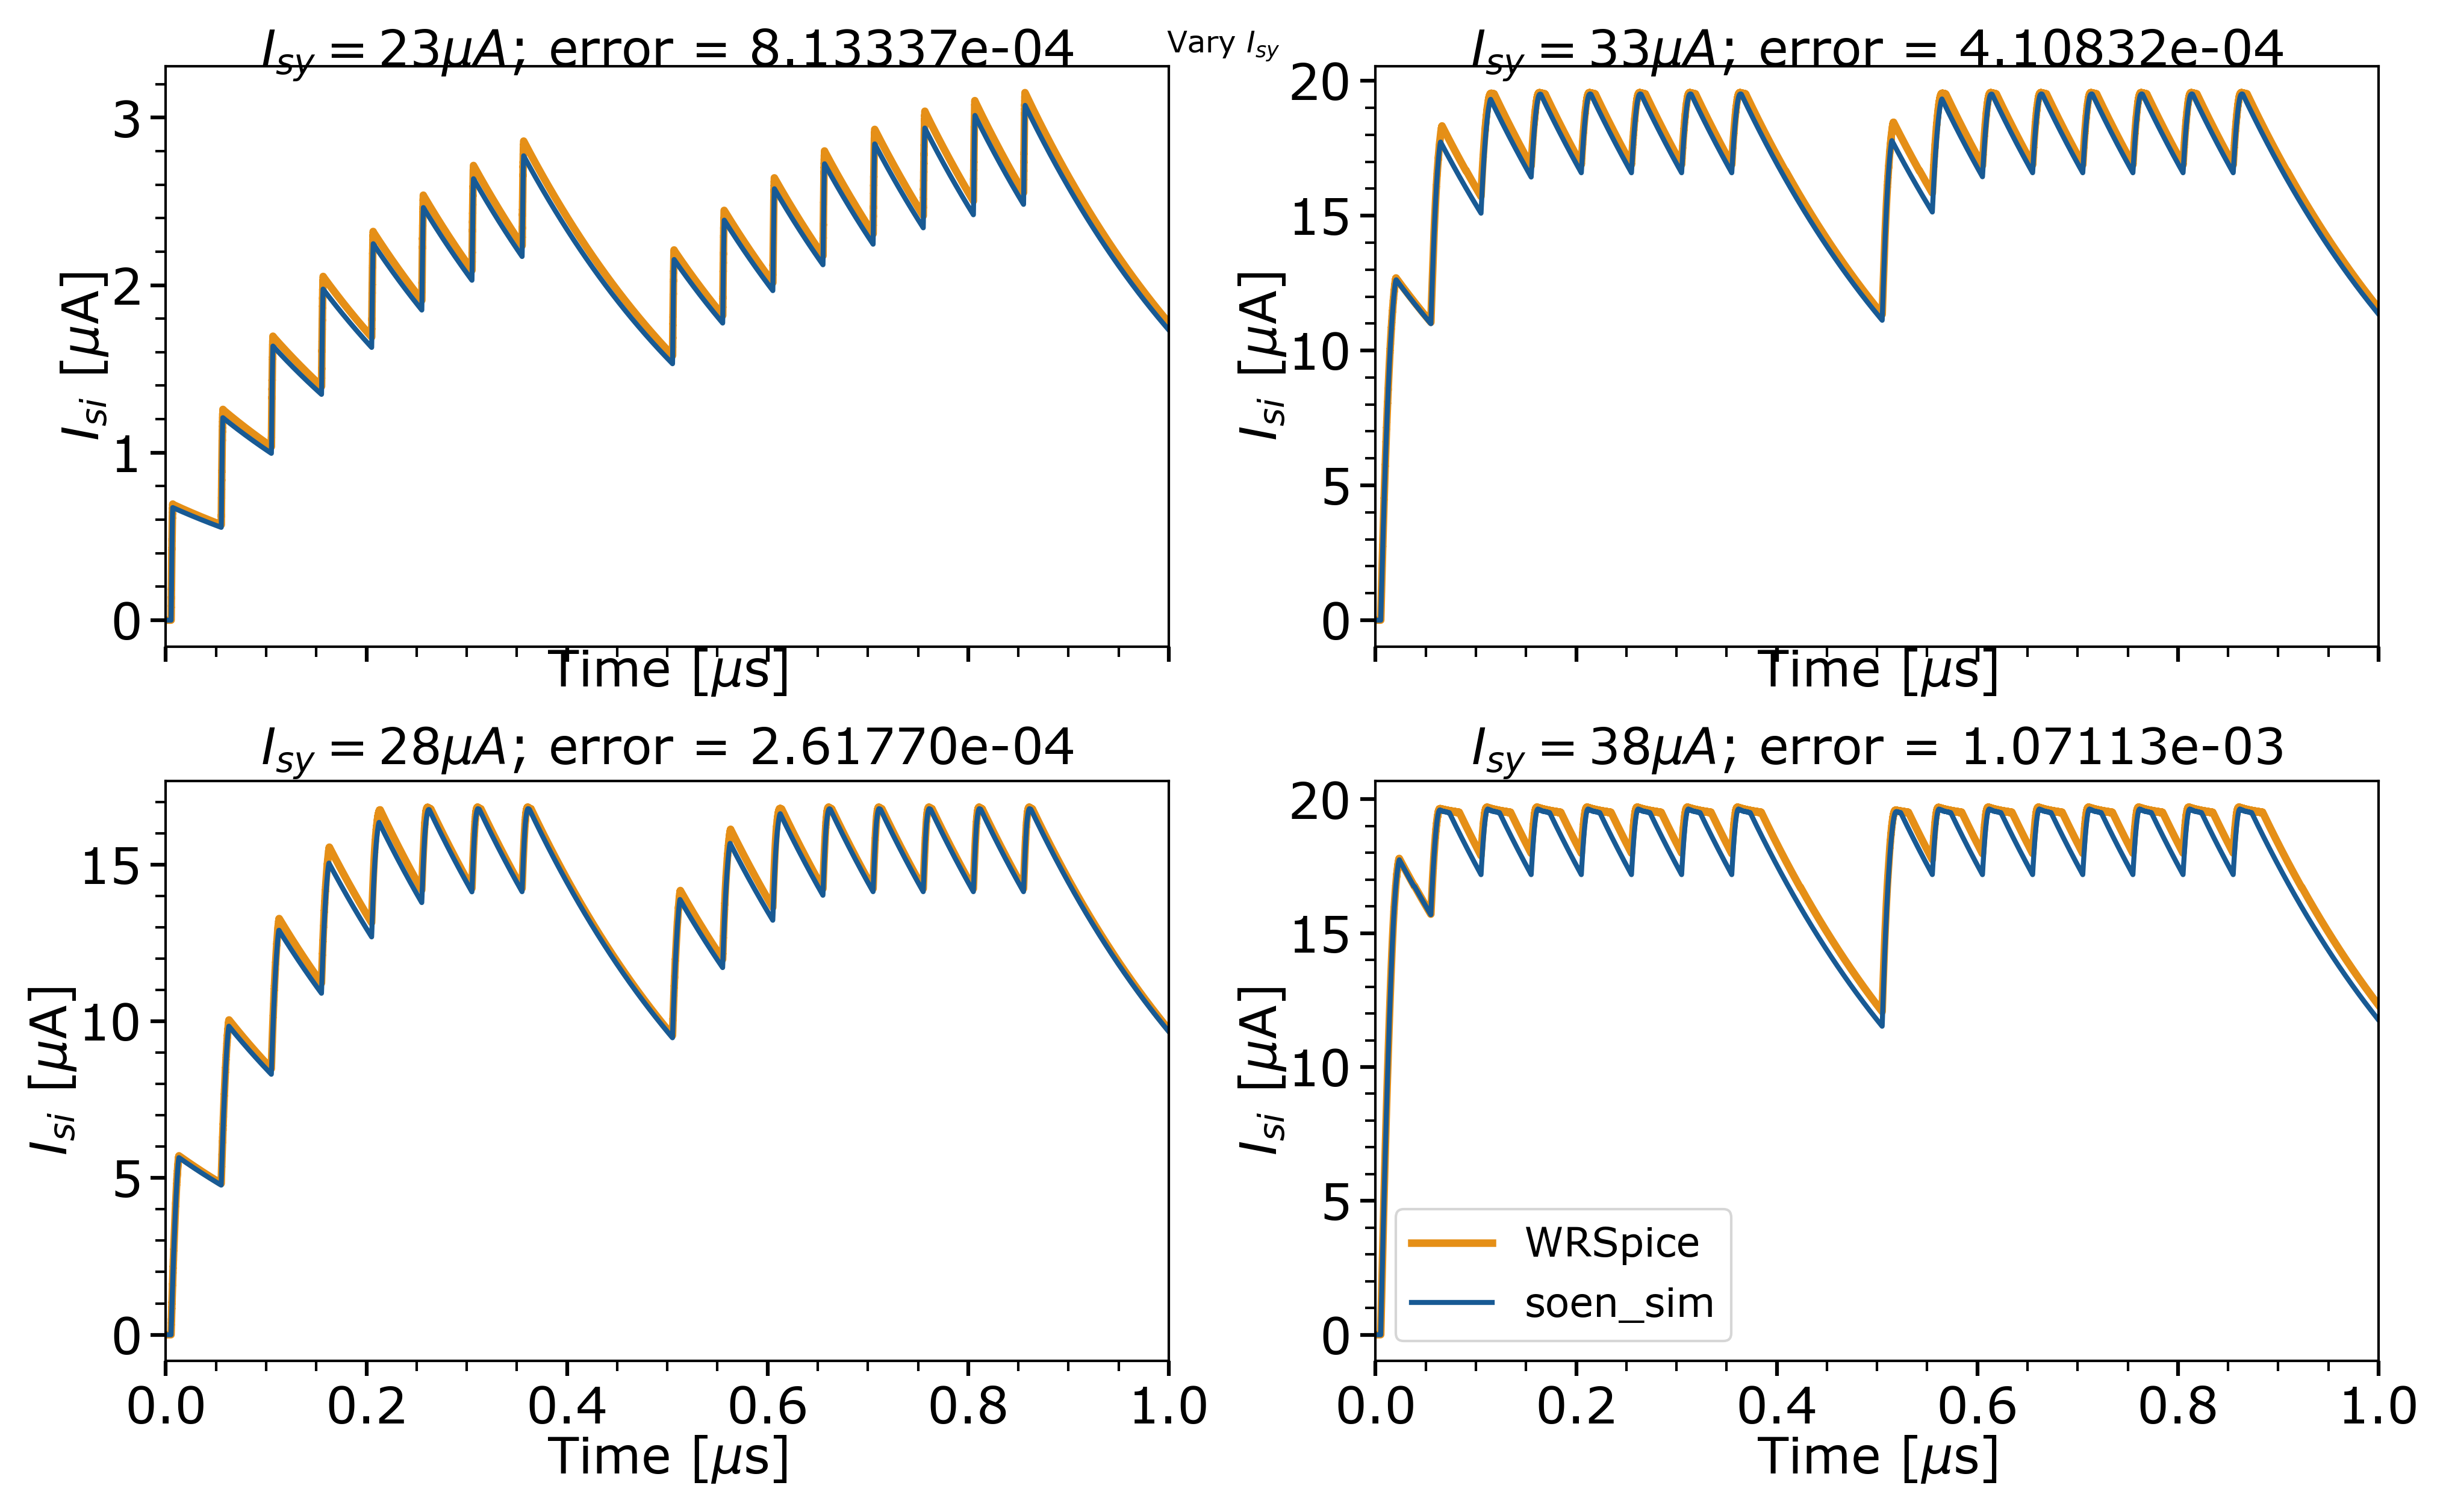 Vary I_sy
I_sy = 23μA; error = 8.13337e-04
3
2
1
0
I_si [μA]
Time [μs]
I_sy = 33μA; error = 4.10832e-04
20
15
10
5
0
I_si [μA]
Time [μs]
I_sy = 28μA; error = 2.61770e-04
15
10
5
0
I_si [μA]
0.0 0.2 0.4 0.6 0.8 1.0
Time [μs]
I_sy = 38μA; error = 1.07113e-03
20
15
10
5
0
I_si [μA]
WRSpice
soen_sim
0.0 0.2 0.4 0.6 0.8 1.0
Time [μs]